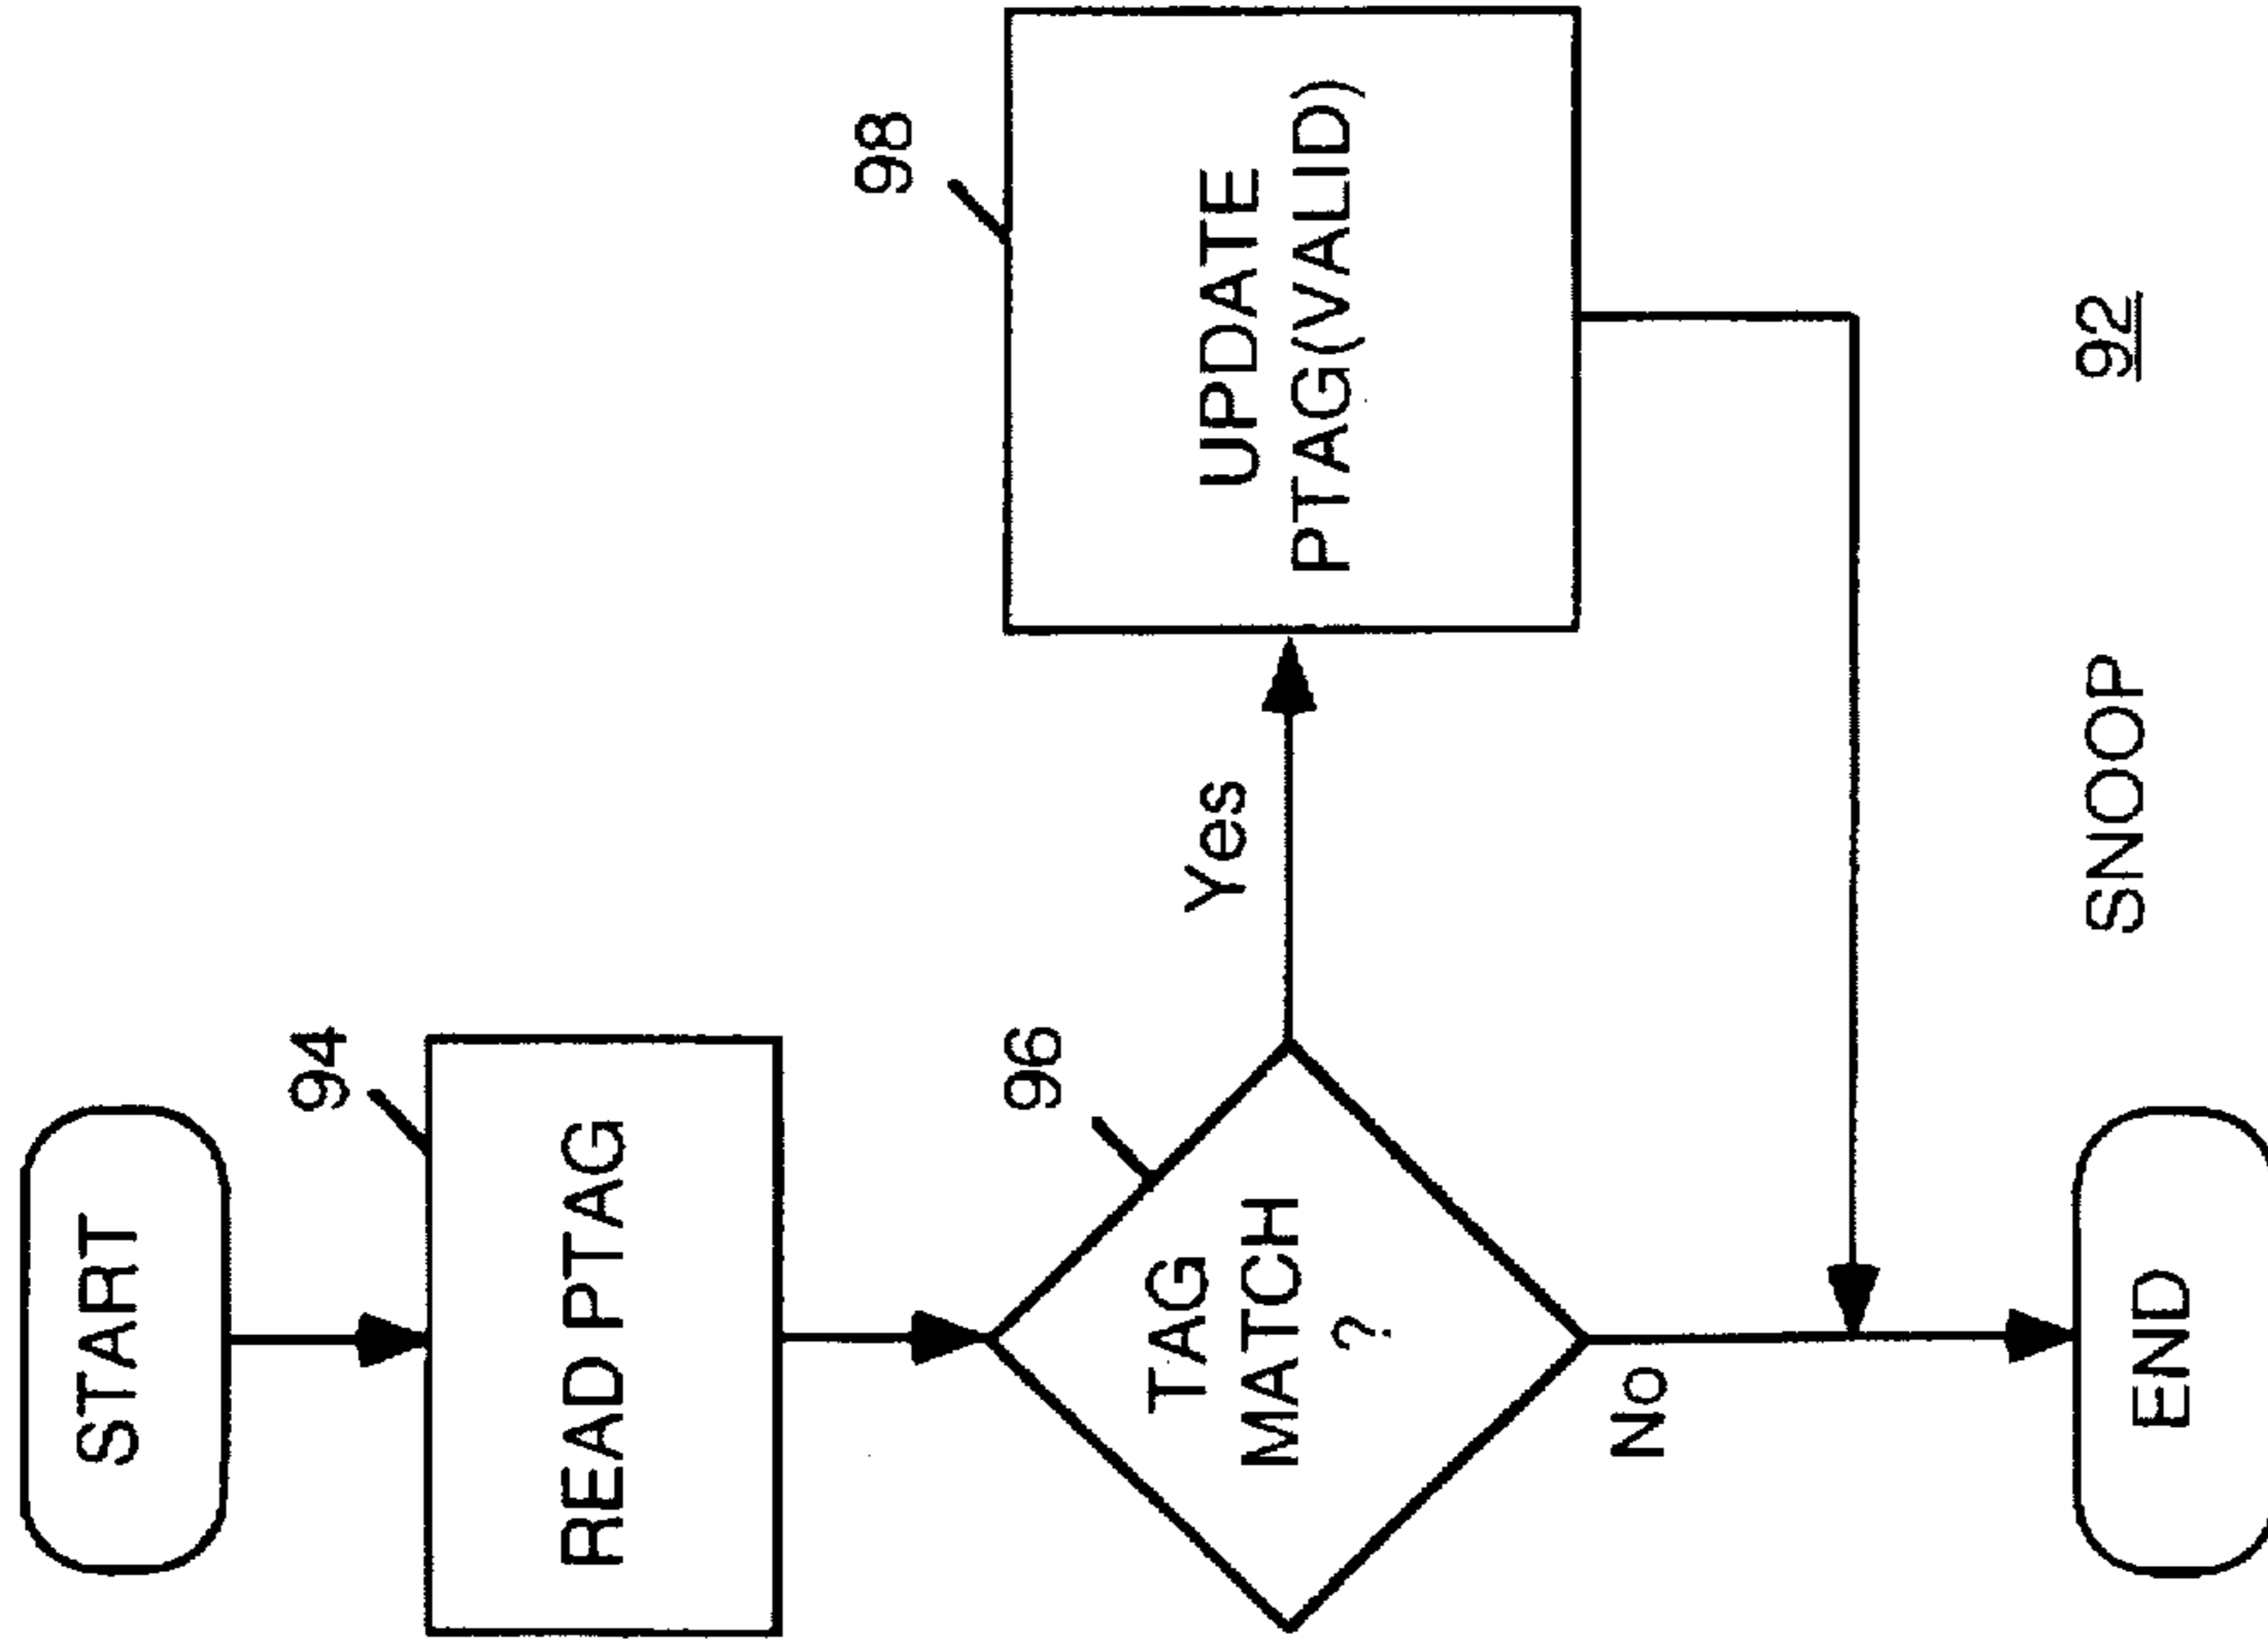 START
94
READ PTAG
96
TAG
MATCH
?
Yes
98
UPDATE
PTAG(VALID)
No
END
SNOOP
92